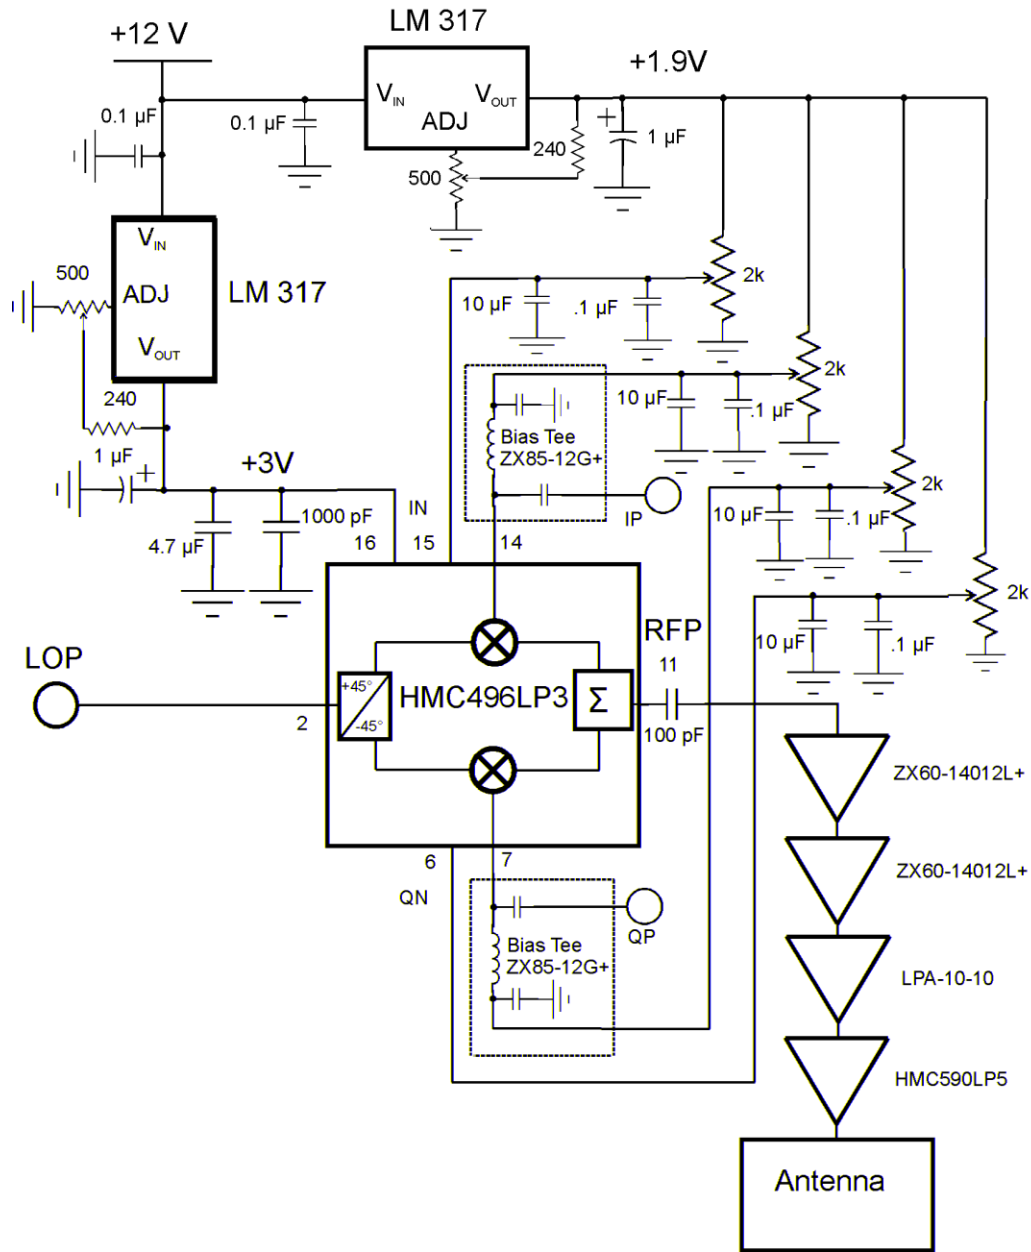 LM 317
+12 V
+1.9V
V_IN
V_OUT
ADJ
0.1 µF
0.1 µF
240
1 µF
500
V_IN
500
ADJ
LM 317
V_OUT
2k
10 µF
.1 µF
240
1 µF
+3V
Bias Tee
ZX85-12G+
2k
10 µF
.1 µF
IP
2k
10 µF
.1 µF
4.7 µF
1000 pF
IN
16
15
14
2k
10 µF
.1 µF
LOP
2
+45°
-45°
HMC496LP3
Σ
RFP
11
100 pF
6
7
QN
Bias Tee
ZX85-12G+
QP
ZX60-14012L+
ZX60-14012L+
LPA-10-10
HMC590LP5
Antenna